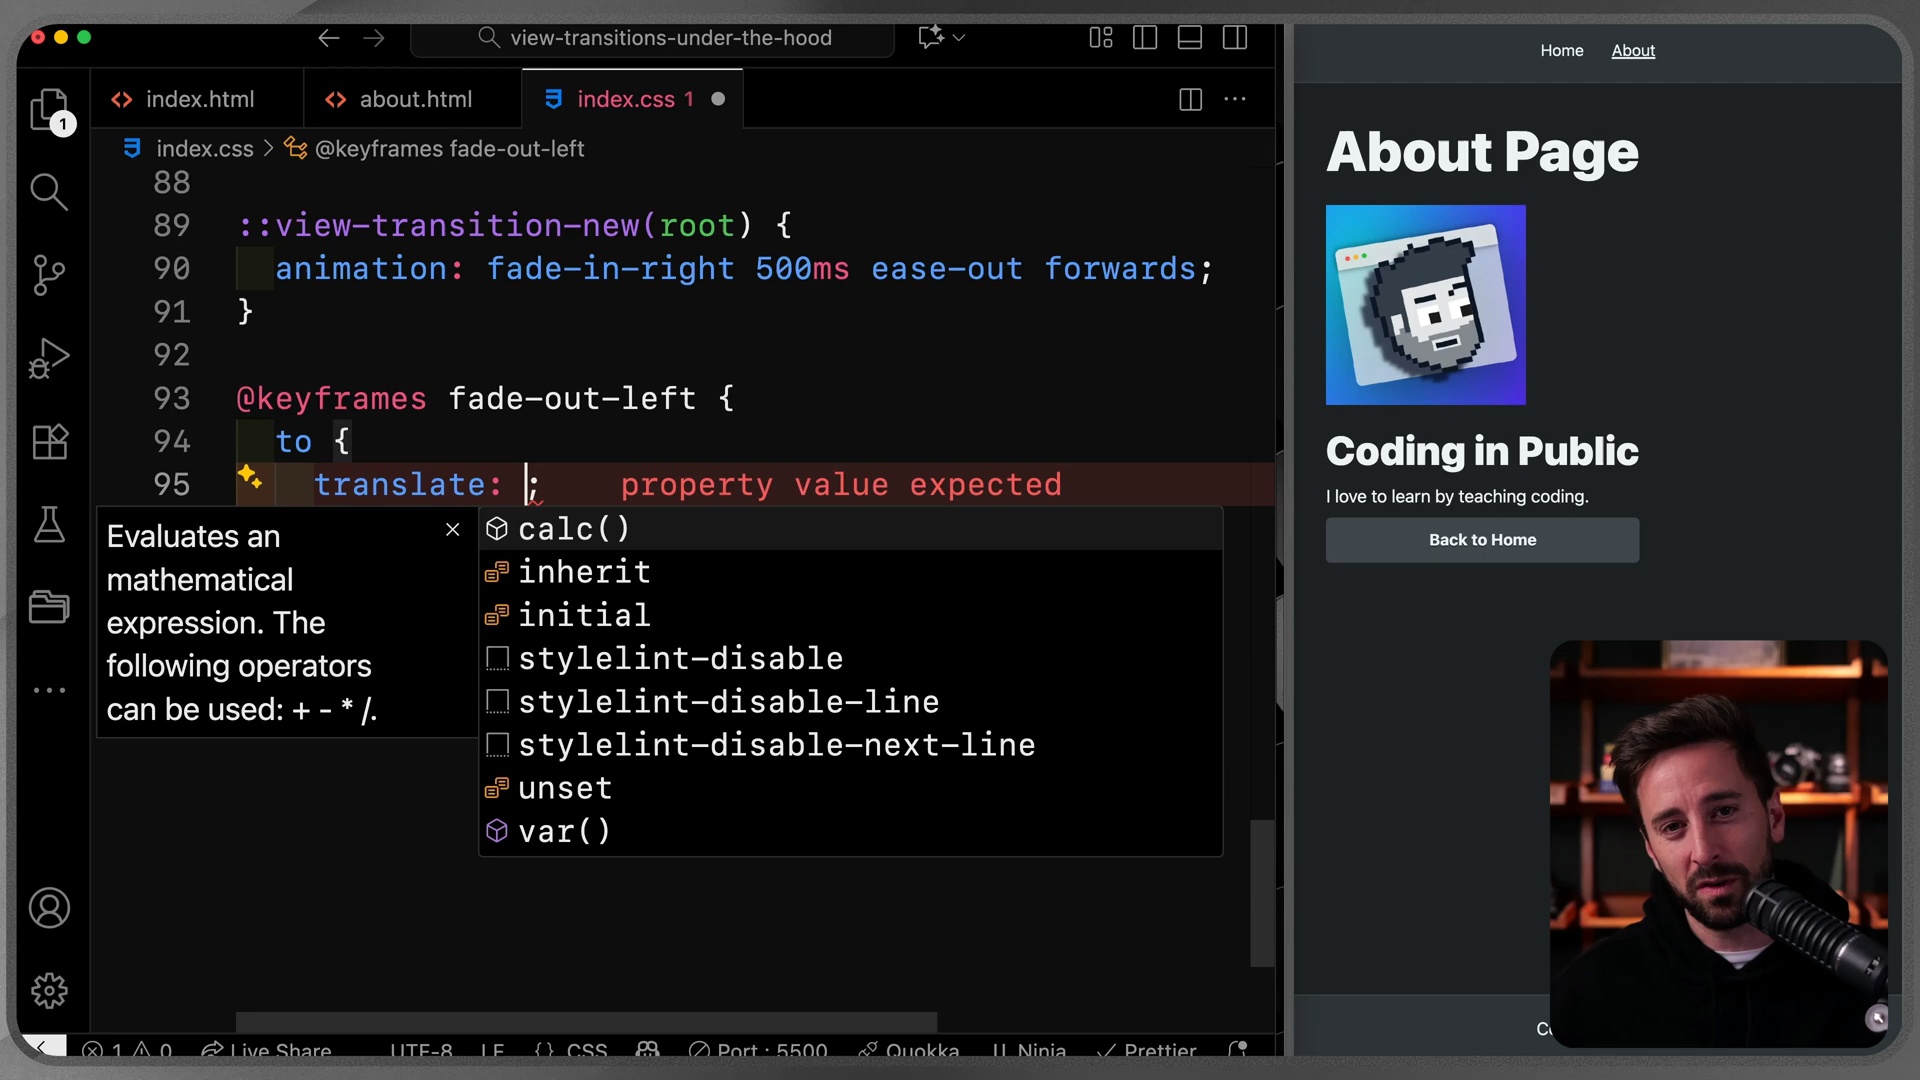 view-transitions-under-the-hood
index.html
about.html
index.css 1
index.css > @keyframes fade-out-left
1
88
89 ::view-transition-new(root) {
90 animation: fade-in-right 500ms ease-out forwards;
91 }
92
93 @keyframes fade-out-left {
94 to {
95 translate: ; property value expected
Evaluates an
mathematical
expression. The
following operators
can be used: + - * /.
calc()
inherit
initial
stylelint-disable
stylelint-disable-line
stylelint-disable-next-line
unset
var()
1 0 Live Share UTF-8 LF {} CSS Port : 5500 Quokka Ninja Prettier
Home About
About Page
Coding in Public
I love to learn by teaching coding.
Back to Home